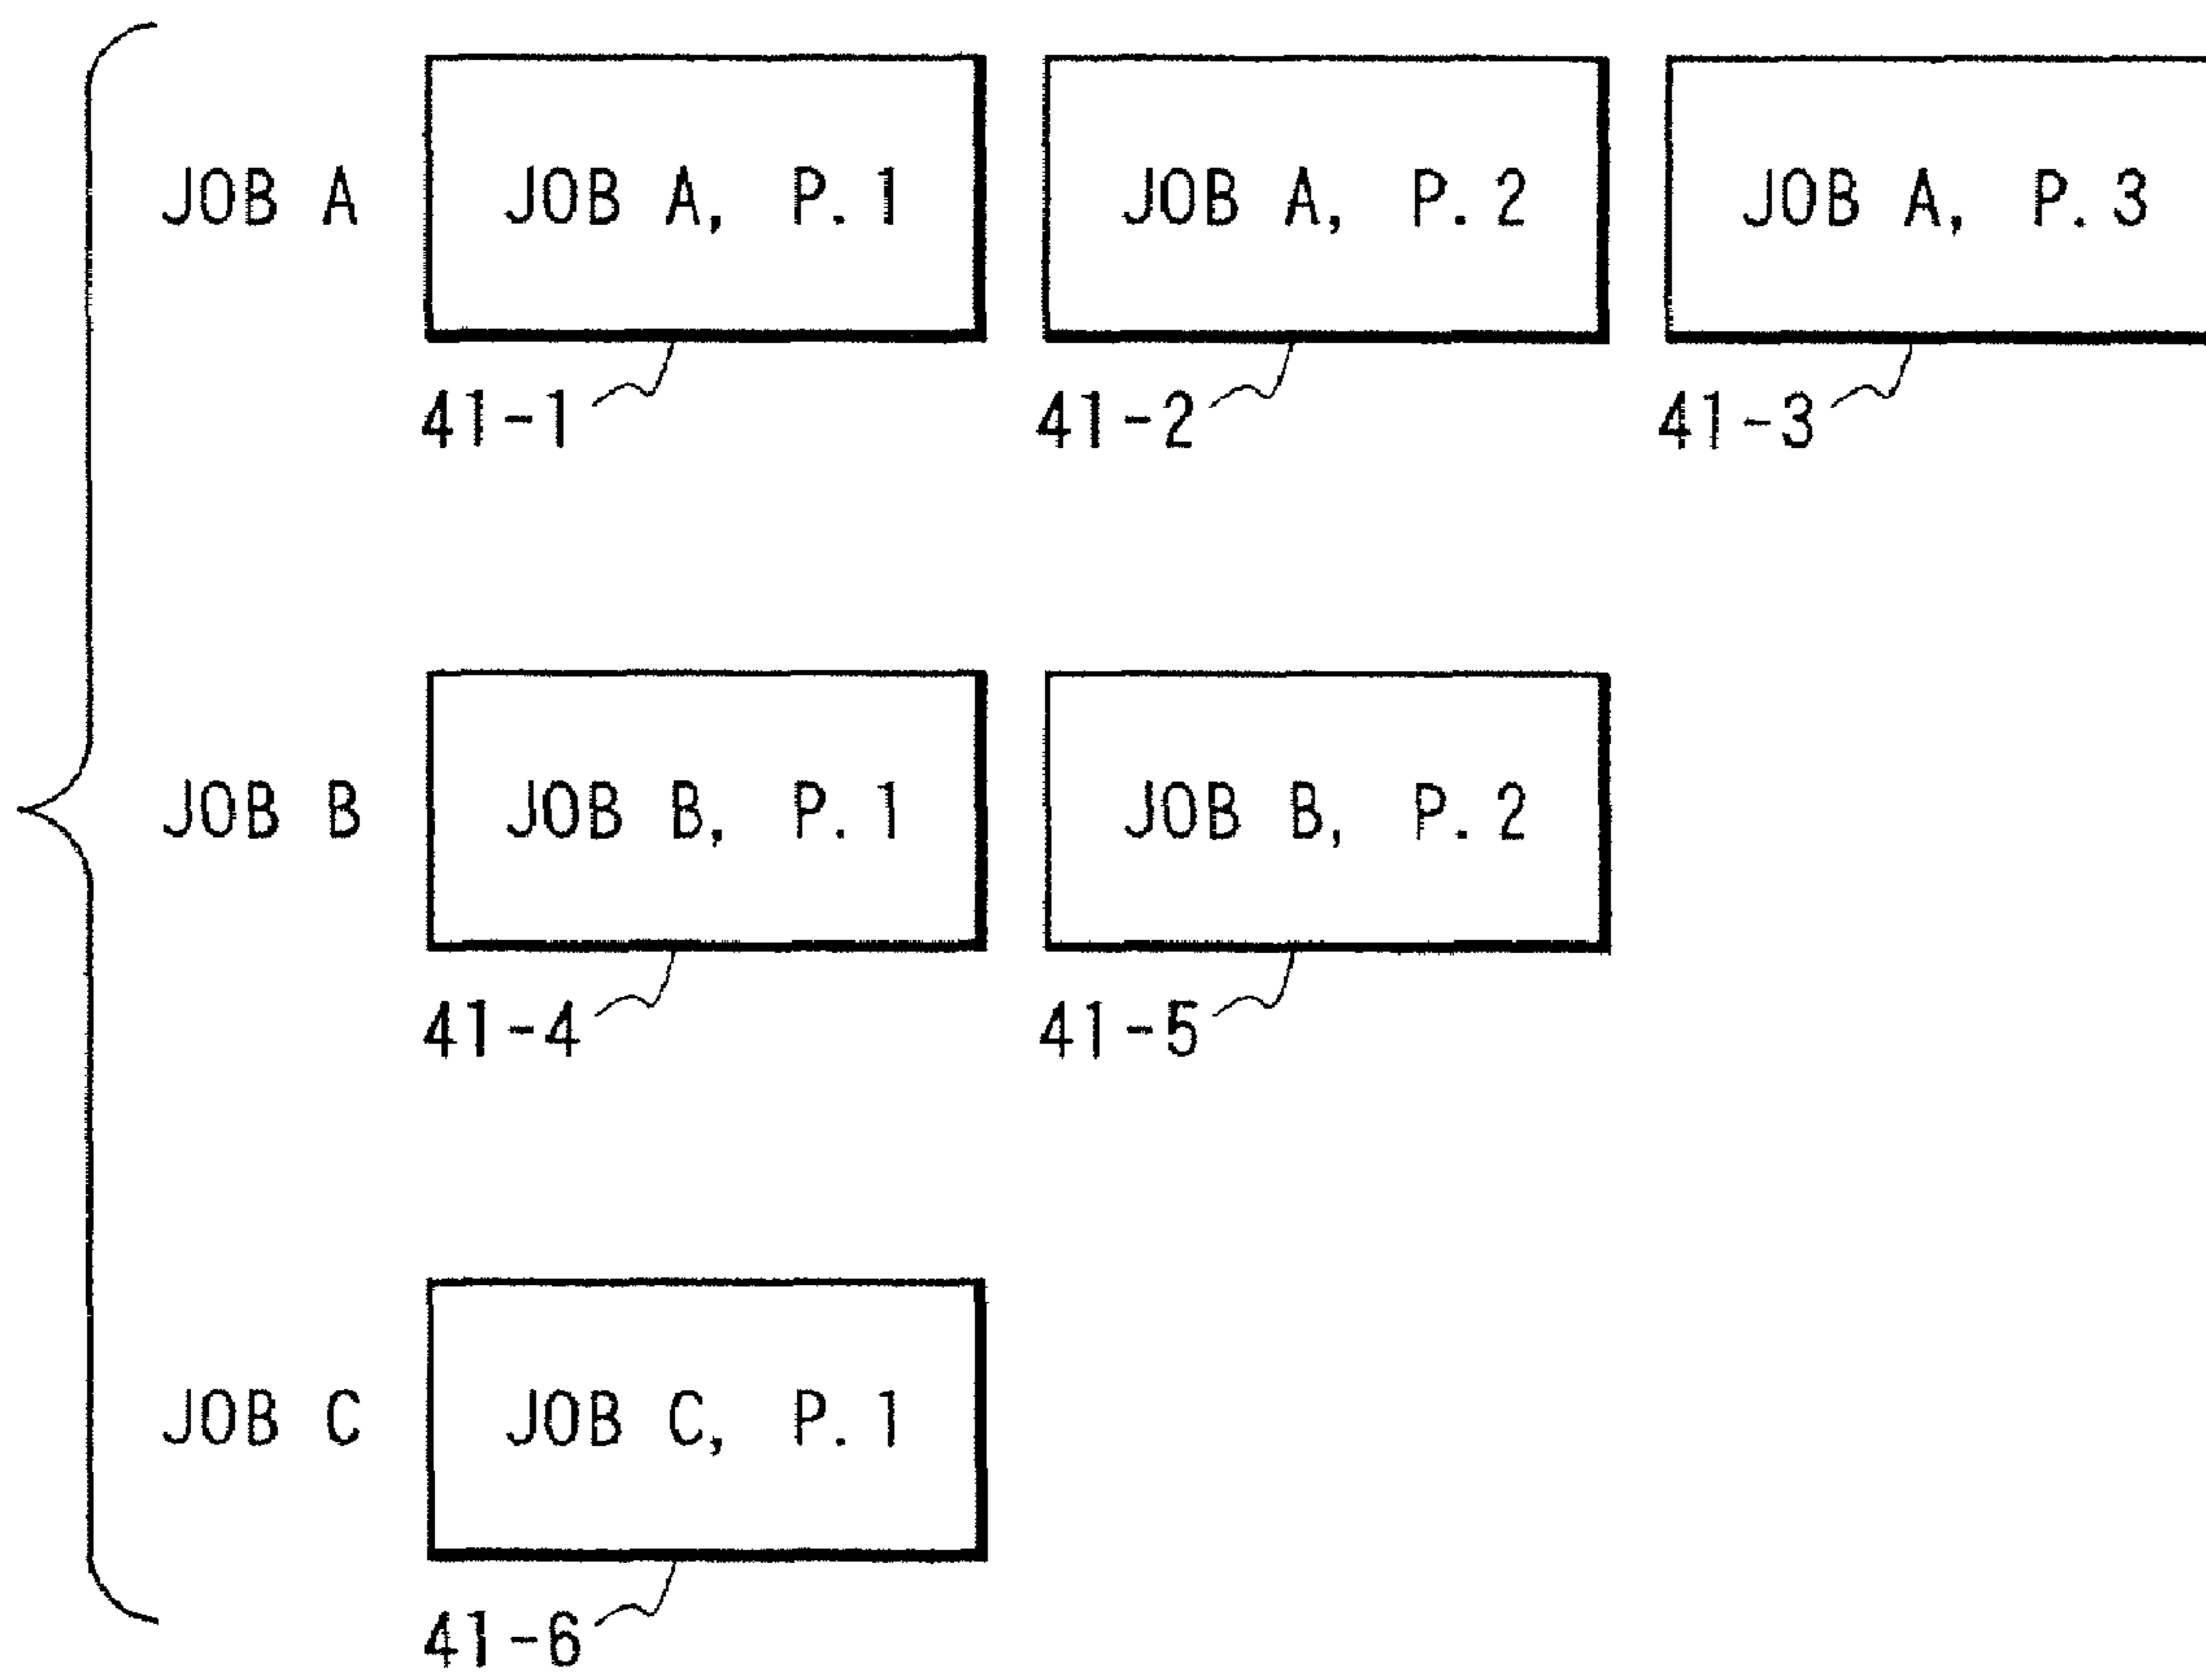 JOB A JOB A, P. 1 JOB A, P. 2 JOB A, P. 3
41-1 41-2 41-3
JOB B JOB B, P. 1 JOB B, P. 2
41-4 41-5
JOB C JOB C, P. 1
41-6